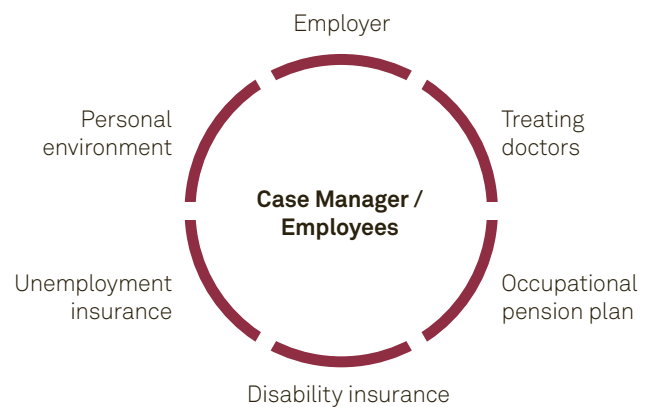 Employer
Personal
environment
Treating
doctors
Case Manager /
Employees
Unemployment
insurance
Occupational
pension plan
Disability insurance